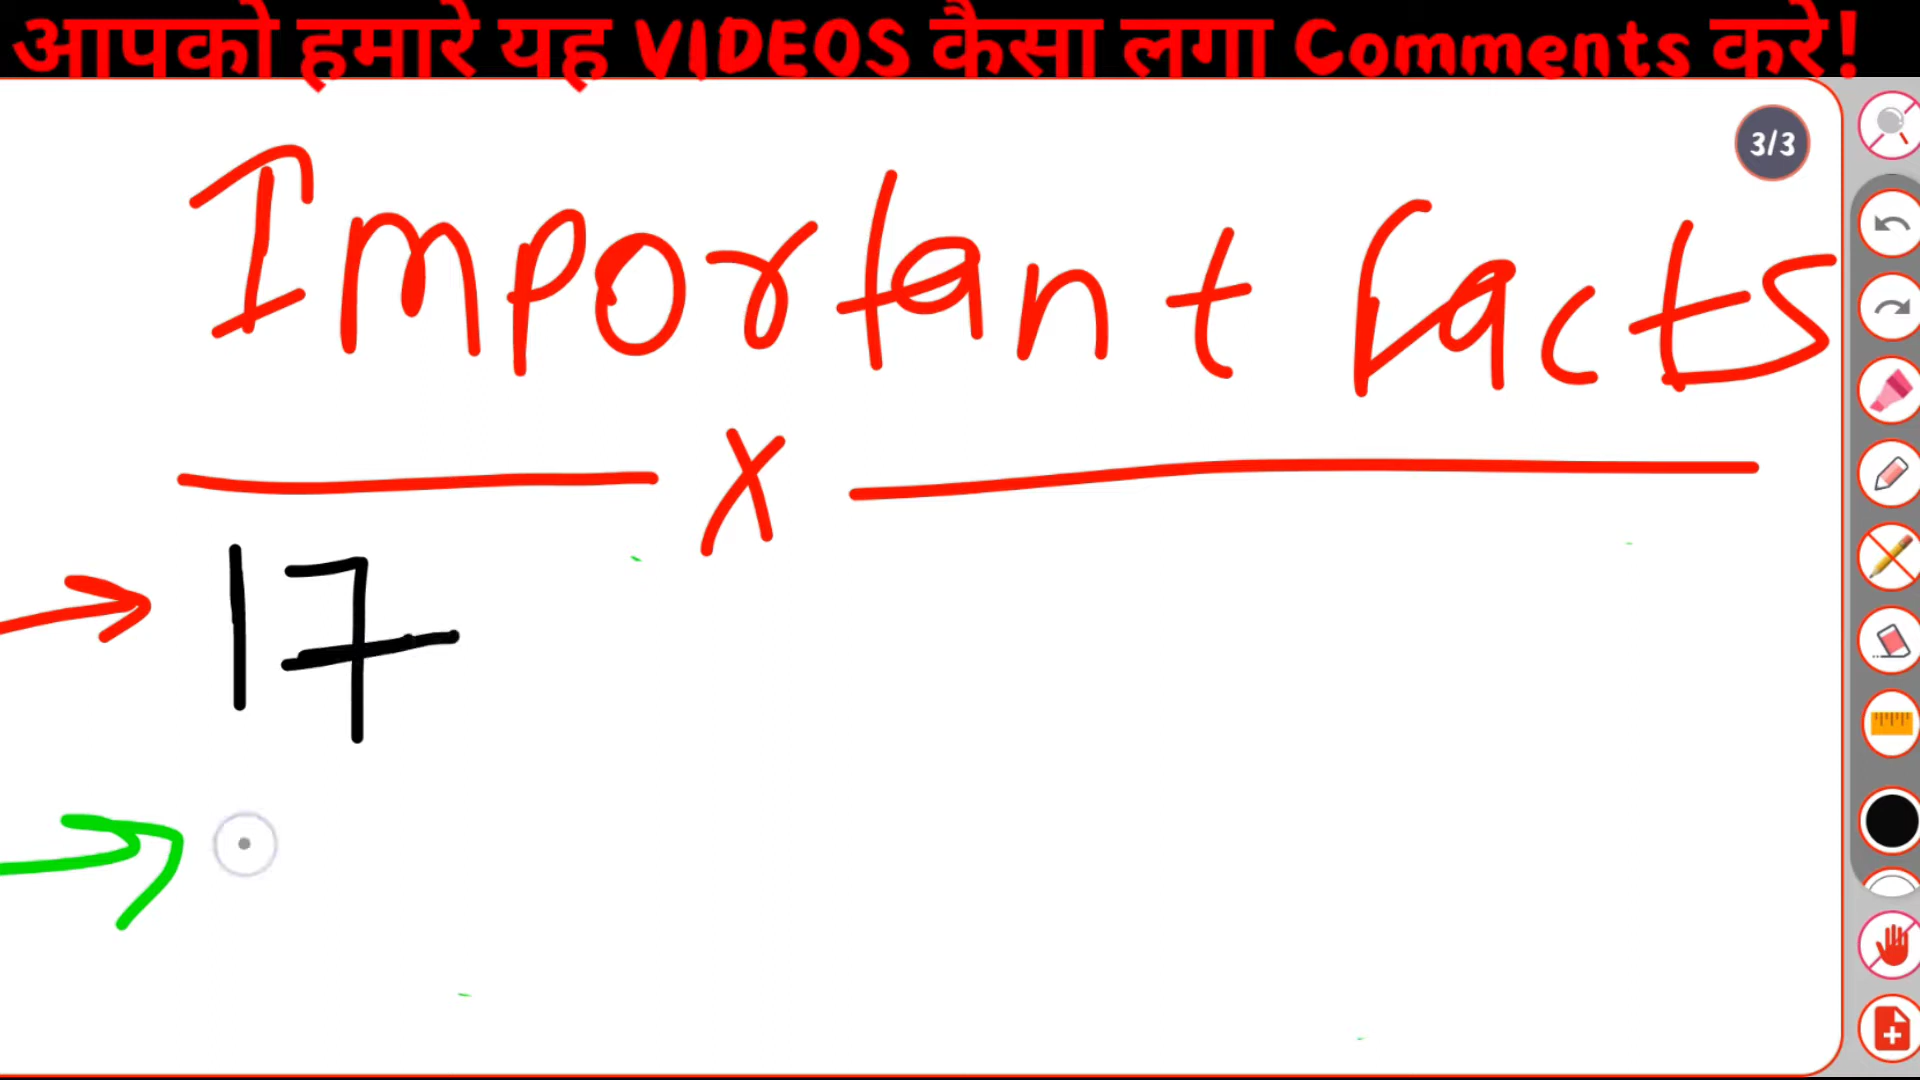 आपको हमारे यह VIDEOS कैसा लगा Comments करे!
3/3
Important Facts
X
17